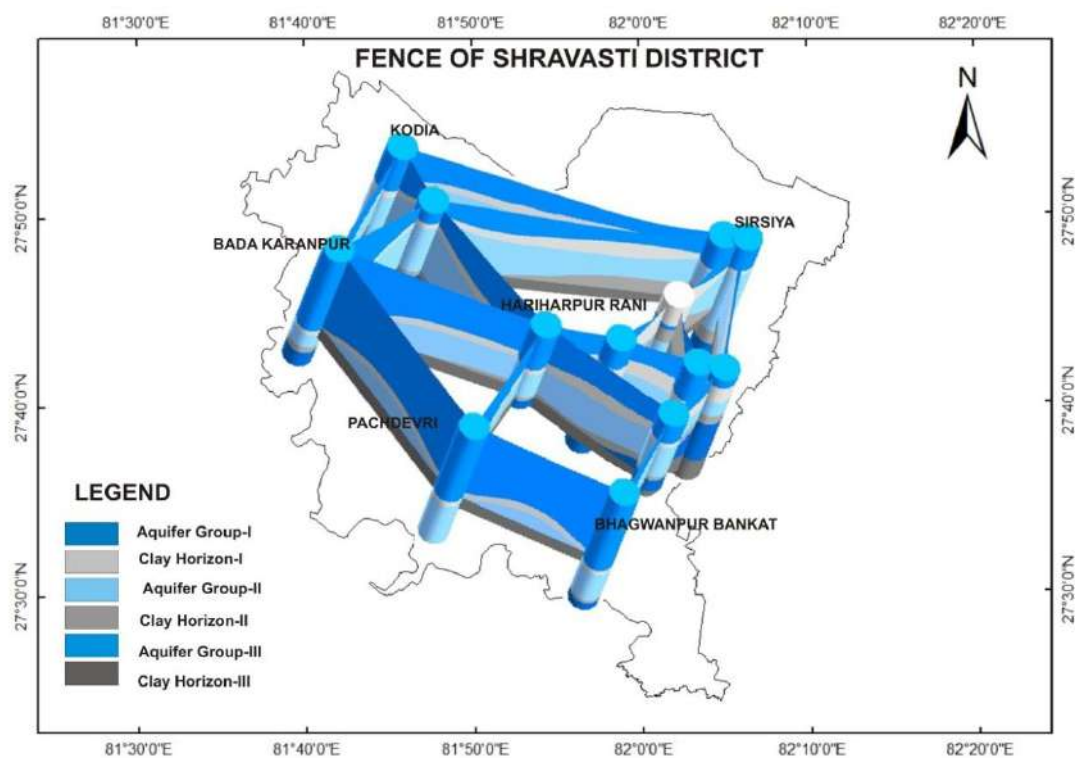 81°30'0"E 81°40'0"E 81°50'0"E 82°0'0"E 82°10'0"E 82°20'0"E
FENCE OF SHRAVASTI DISTRICT
N
KODIA
27°50'0"N
SIRSIYA
27°50'0"N
BADA KARANPUR
HARIHARPUR RANI
27°40'0"N
27°40'0"N
PACHDEVRI
LEGEND
BHAGWANPUR BANKAT
Aquifer Group-I
Clay Horizon-I
Aquifer Group-II
27°30'0"N
27°30'0"N
Clay Horizon-II
Aquifer Group-III
Clay Horizon-III
81°30'0"E 81°40'0"E 81°50'0"E 82°0'0"E 82°10'0"E 82°20'0"E